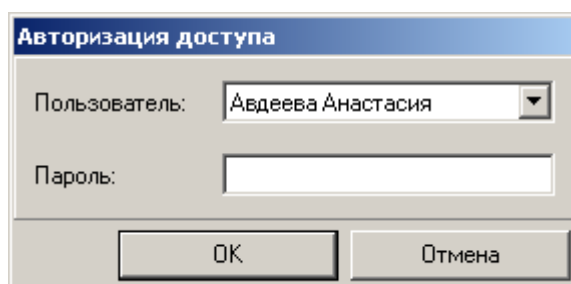 Авторизация доступа
Пользователь: Авдеева Анастасия
Пароль:
OK Отмена